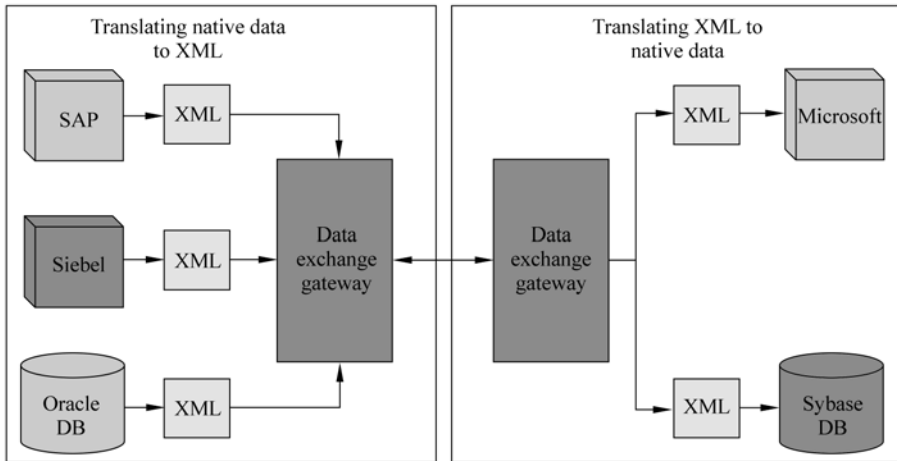 Translating native data
to XML
SAP
XML
Siebel
XML
Oracle
DB
XML
Data
exchange
gateway
Translating XML to
native data
Data
exchange
gateway
XML
Microsoft
XML
Sybase
DB